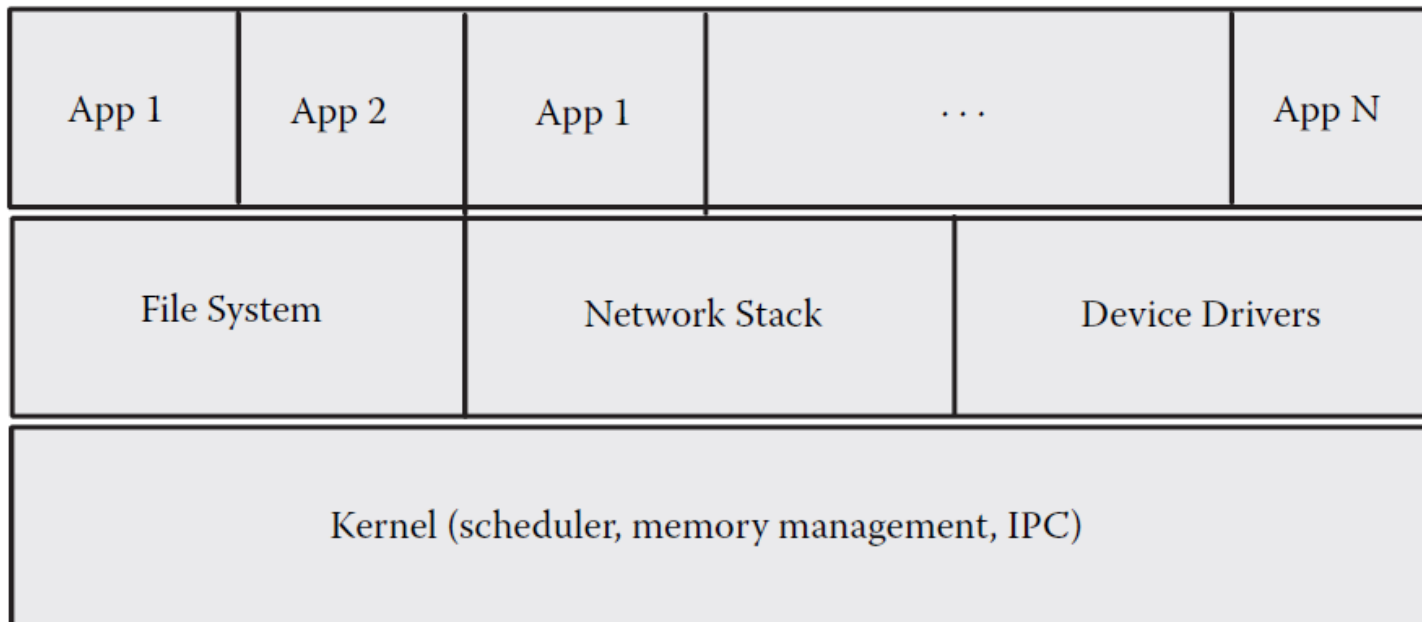 App 1
App 2
App 1
. . .
App N
File System
Network Stack
Device Drivers
Kernel (scheduler, memory management, IPC)